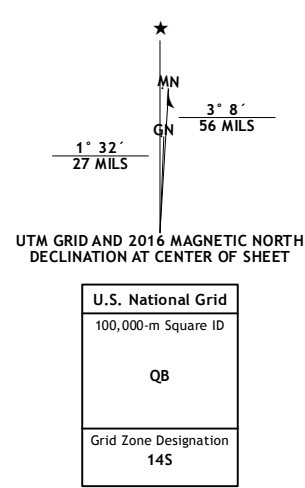 ★
MN
3° 8´
56 MILS
GN
1° 32´
27 MILS
UTM GRID AND 2016 MAGNETIC NORTH
DECLINATION AT CENTER OF SHEET
U.S. National Grid
100,000-m Square ID
QB
Grid Zone Designation
14S